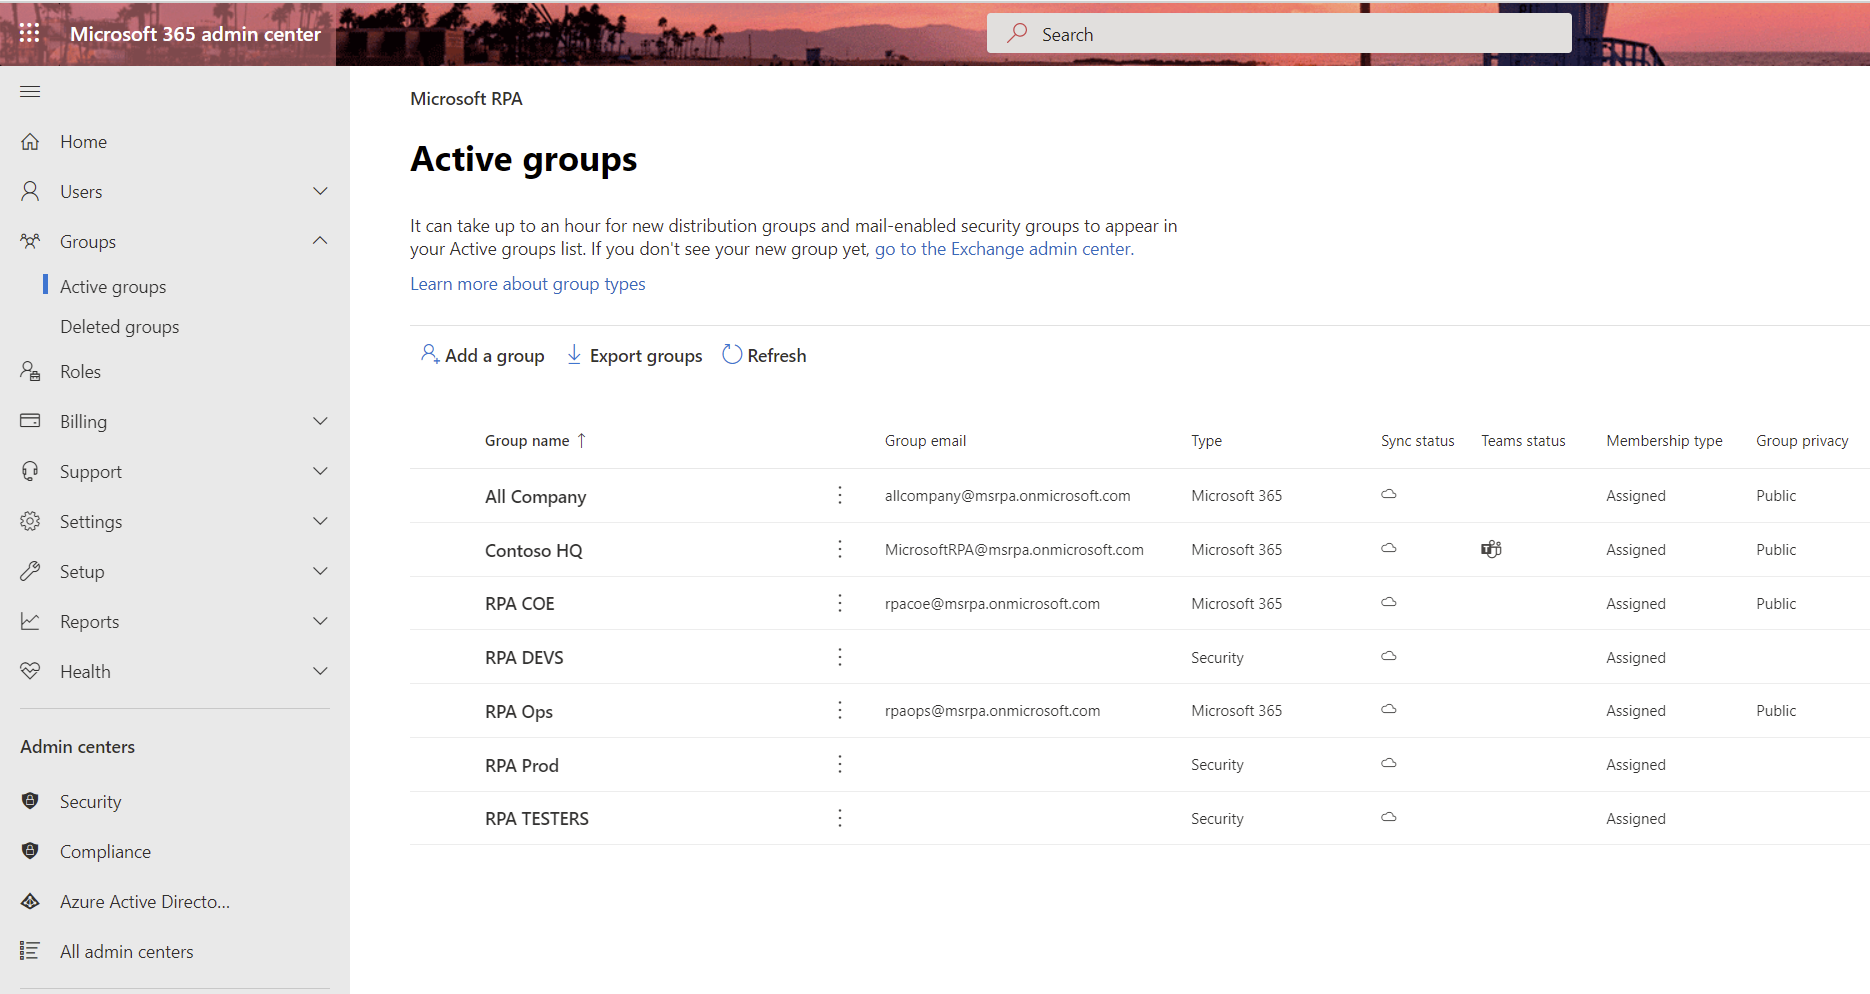 Microsoft 365 admin center
Search
Home
Users
Groups
Active groups
Deleted groups
Roles
Billing
Support
Settings
Setup
Reports
Health
Admin centers
Security
Compliance
Azure Active Directo...
All admin centers
Microsoft RPA
Active groups
It can take up to an hour for new distribution groups and mail-enabled security groups to appear in
your Active groups list. If you don't see your new group yet, go to the Exchange admin center.
Learn more about group types
Add a group Export groups Refresh
Group name ↑ Group email Type Sync status Teams status Membership type Group privacy
All Company allcompany@msrpa.onmicrosoft.com Microsoft 365 Assigned Public
Contoso HQ MicrosoftRPA@msrpa.onmicrosoft.com Microsoft 365 Assigned Public
RPA COE rpacoe@msrpa.onmicrosoft.com Microsoft 365 Assigned Public
RPA DEVS Security Assigned
RPA Ops rpaops@msrpa.onmicrosoft.com Microsoft 365 Assigned Public
RPA Prod Security Assigned
RPA TESTERS Security Assigned